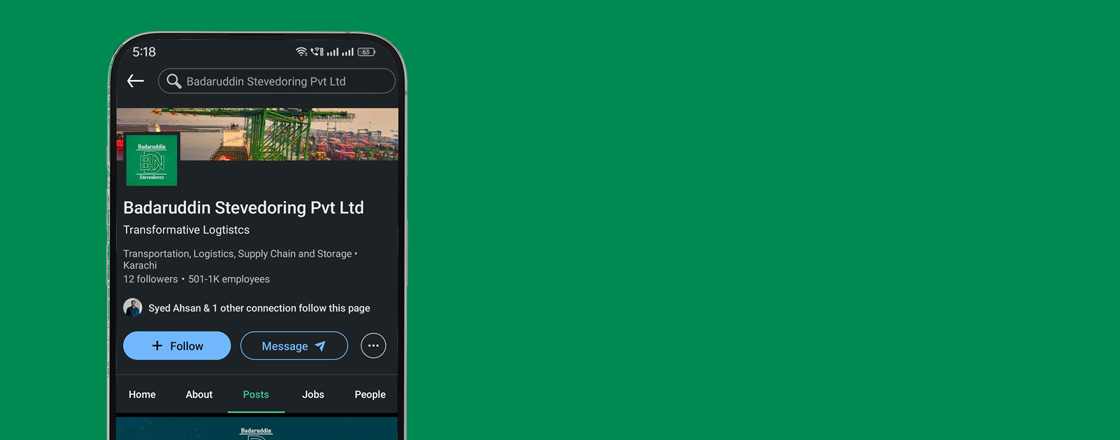 5:18
65
Badaruddin Stevedoring Pvt Ltd
Badaruddin
BDN
Stevedores
Badaruddin Stevedoring Pvt Ltd
Transformative Logtistcs
Transportation, Logistics, Supply Chain and Storage •
Karachi
12 followers • 501-1K employees
Syed Ahsan & 1 other connection follow this page
+ Follow
Message
Home About Posts Jobs People
Badaruddin